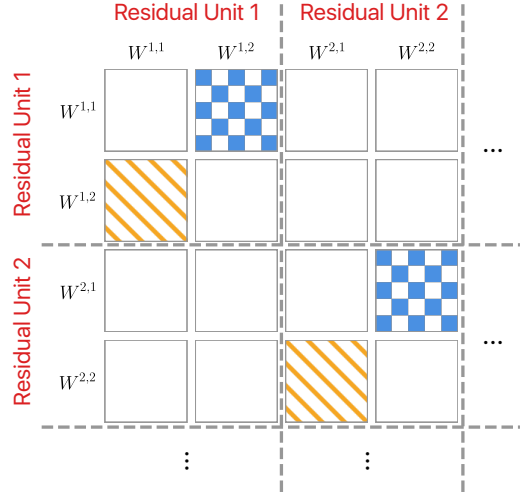 Residual Unit 1 Residual Unit 2
W^{1,1} W^{1,2} W^{2,1} W^{2,2}
Residual Unit 1
W^{1,1}
...
W^{1,2}
Residual Unit 2
W^{2,1}
...
W^{2,2}
⋮ ⋮